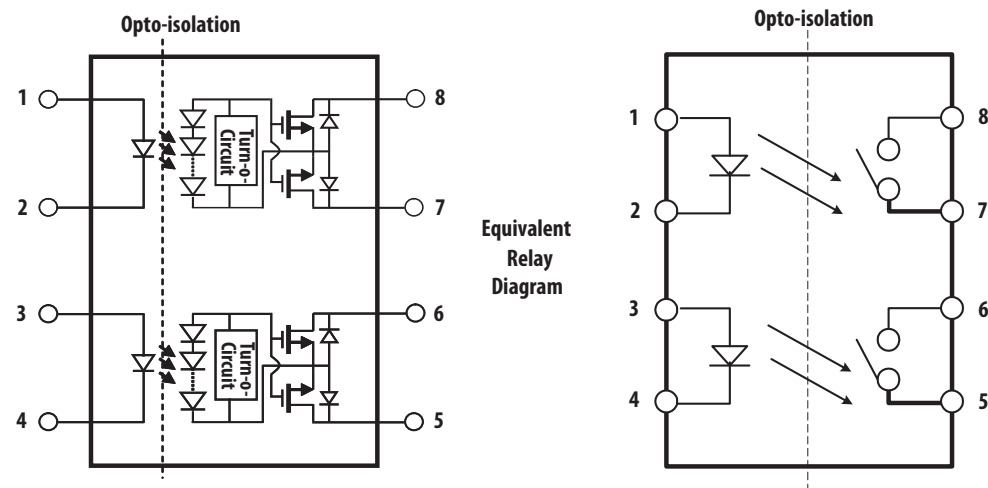 Opto-isolation
1
2
3
4
8
7
6
5
Turn-o-
Circuit
Turn-o-
Circuit
Equivalent
Relay
Diagram
Opto-isolation
1
2
3
4
8
7
6
5